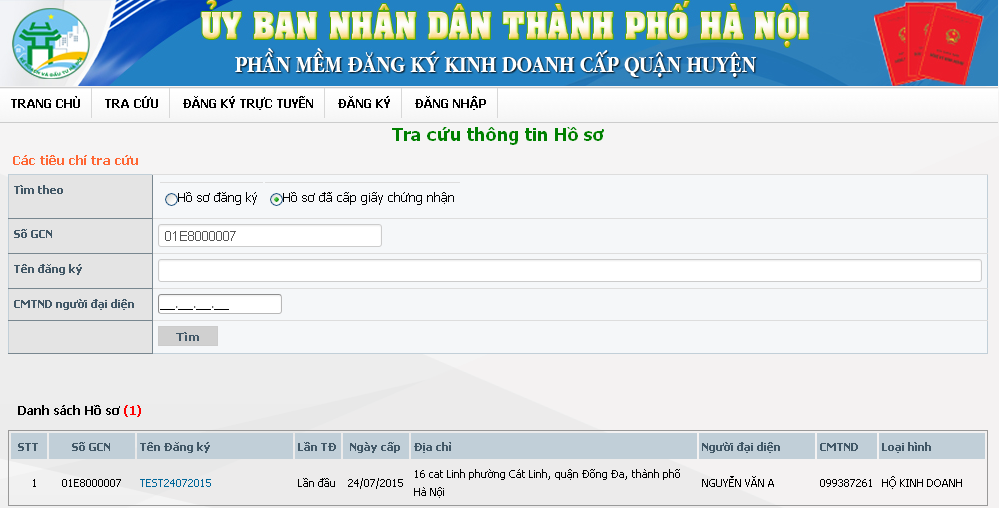 ỦY BAN NHÂN DÂN THÀNH PHỐ HÀ NỘI
PHẦN MỀM ĐĂNG KÝ KINH DOANH CẤP QUẬN HUYỆN
TRANG CHỦ TRA CỨU ĐĂNG KÝ TRỰC TUYẾN ĐĂNG KÝ ĐĂNG NHẬP
Tra cứu thông tin Hồ sơ
Các tiêu chí tra cứu
Tìm theo Hồ sơ đăng ký Hồ sơ đã cấp giấy chứng nhận
Số GCN 01E8000007
Tên đăng ký
CMTND người đại diện __.__.__.__
Tìm
Danh sách Hồ sơ (1)
STT Số GCN Tên Đăng ký Lần TĐ Ngày cấp Địa chỉ Người đại diện CMTND Loại hình
1 01E8000007 TEST24072015 Lần đầu 24/07/2015 16 cat Linh phường Cát Linh, quận Đống Đa, thành phố NGUYỄN VĂN A 099387261 HỘ KINH DOANH
Hà Nội